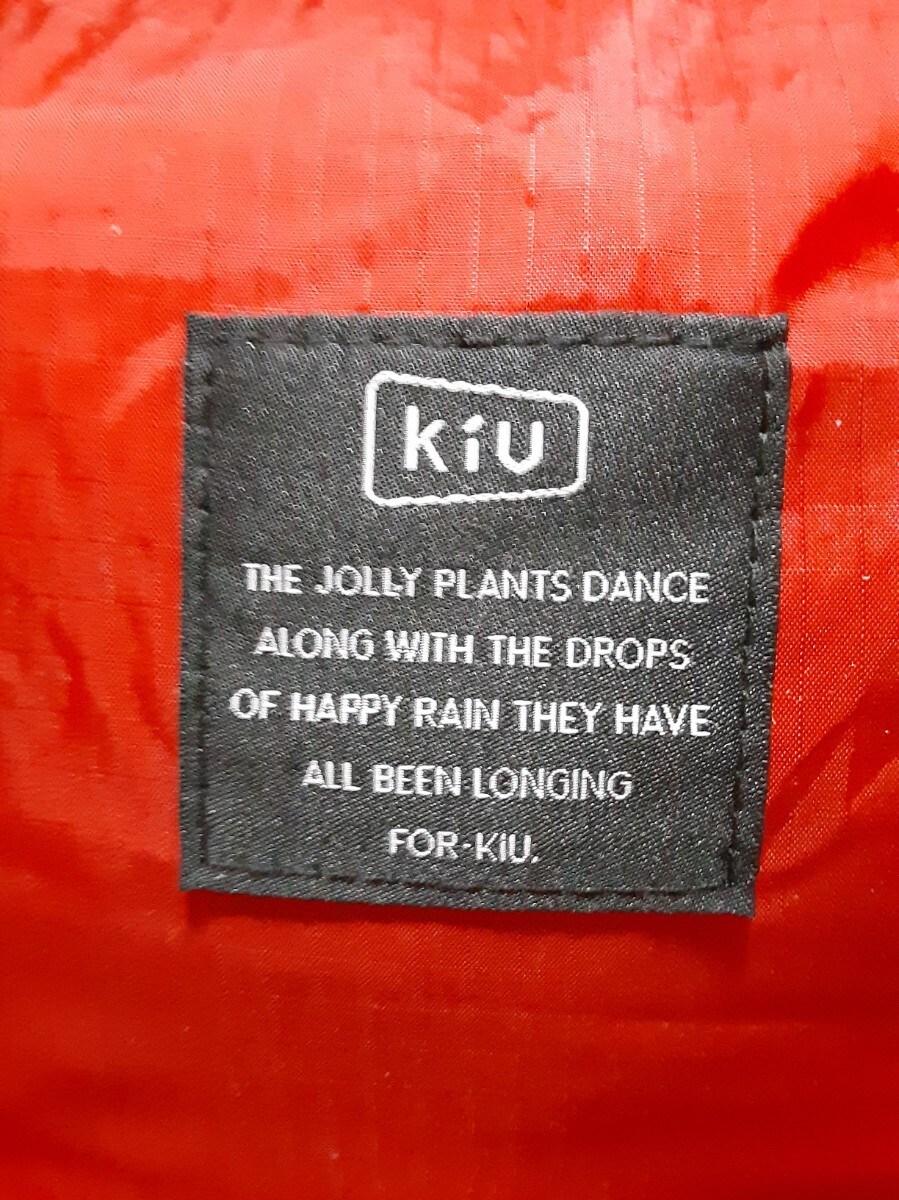 kiU
THE JOLLY PLANTS DANCE
ALONG WITH THE DROPS
OF HAPPY RAIN THEY HAVE
ALL BEEN LONGING
FOR-KiU.